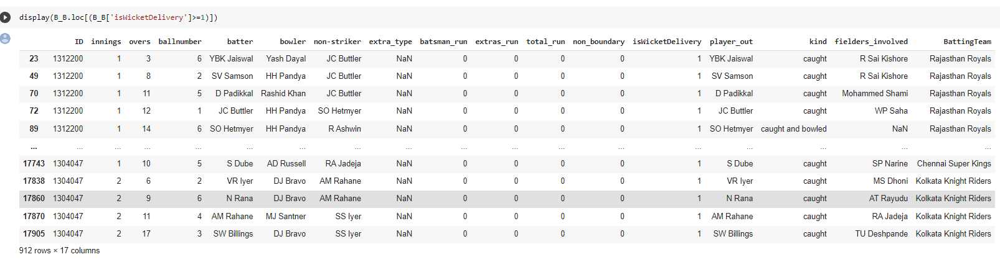 display(B_B.loc[(B_B['isWicketDelivery']>=1)])
ID innings overs ballnumber batter bowler non-striker extra_type batsman_run extras_run total_run non_boundary isWicketDelivery player_out kind fielders_involved BattingTeam
23 1312200 1 3 6 YBK Jaiswal Yash Dayal JC Buttler NaN 0 0 0 0 1 YBK Jaiswal caught R Sai Kishore Rajasthan Royals
49 1312200 1 8 2 SV Samson HH Pandya JC Buttler NaN 0 0 0 0 1 SV Samson caught R Sai Kishore Rajasthan Royals
70 1312200 1 11 5 D Padikkal Rashid Khan JC Buttler NaN 0 0 0 0 1 D Padikkal caught Mohammed Shami Rajasthan Royals
72 1312200 1 12 1 JC Buttler HH Pandya SO Hetmyer NaN 0 0 0 0 1 JC Buttler caught WP Saha Rajasthan Royals
89 1312200 1 14 6 SO Hetmyer HH Pandya R Ashwin NaN 0 0 0 0 1 SO Hetmyer caught and bowled NaN Rajasthan Royals
... ... ... ... ... ... ... ... ... ... ... ... ... ... ... ... ... ...
17743 1304047 1 10 5 S Dube AD Russell RA Jadeja NaN 0 0 0 0 1 S Dube caught SP Narine Chennai Super Kings
17838 1304047 2 6 2 VR Iyer DJ Bravo AM Rahane NaN 0 0 0 0 1 VR Iyer caught MS Dhoni Kolkata Knight Riders
17860 1304047 2 9 6 N Rana DJ Bravo AM Rahane NaN 0 0 0 0 1 N Rana caught AT Rayudu Kolkata Knight Riders
17870 1304047 2 11 4 AM Rahane MJ Santner SS Iyer NaN 0 0 0 0 1 AM Rahane caught RA Jadeja Kolkata Knight Riders
17905 1304047 2 17 3 SW Billings DJ Bravo SS Iyer NaN 0 0 0 0 1 SW Billings caught TU Deshpande Kolkata Knight Riders
912 rows × 17 columns